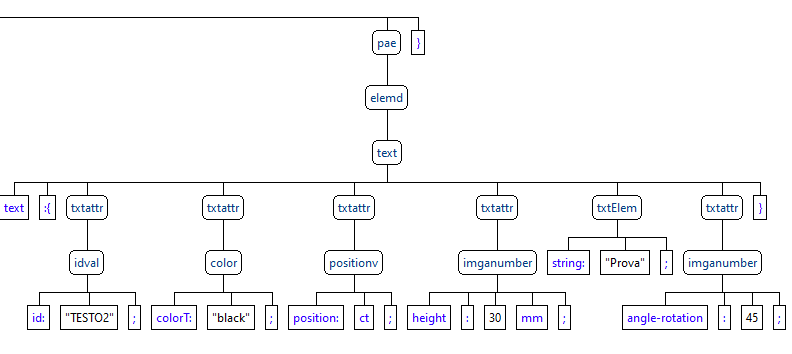 pae }
elemd
text
text :{ txtattr txtattr txtattr txtattr txtElem txtattr }
idval color positionv imganumber string: "Prova" ; imganumber
id: "TESTO2" ; colorT: "black" ; position: ct ; height : 30 mm ; angle-rotation : 45 ;